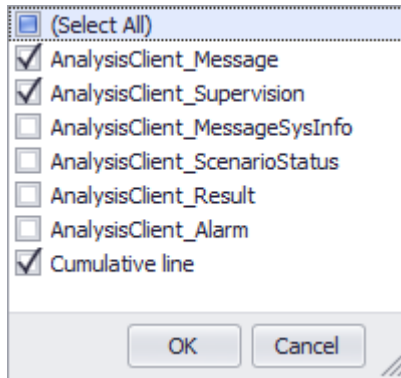 (Select All)
AnalysisClient_Message
AnalysisClient_Supervision
AnalysisClient_MessageSysInfo
AnalysisClient_ScenarioStatus
AnalysisClient_Result
AnalysisClient_Alarm
Cumulative line
OK Cancel